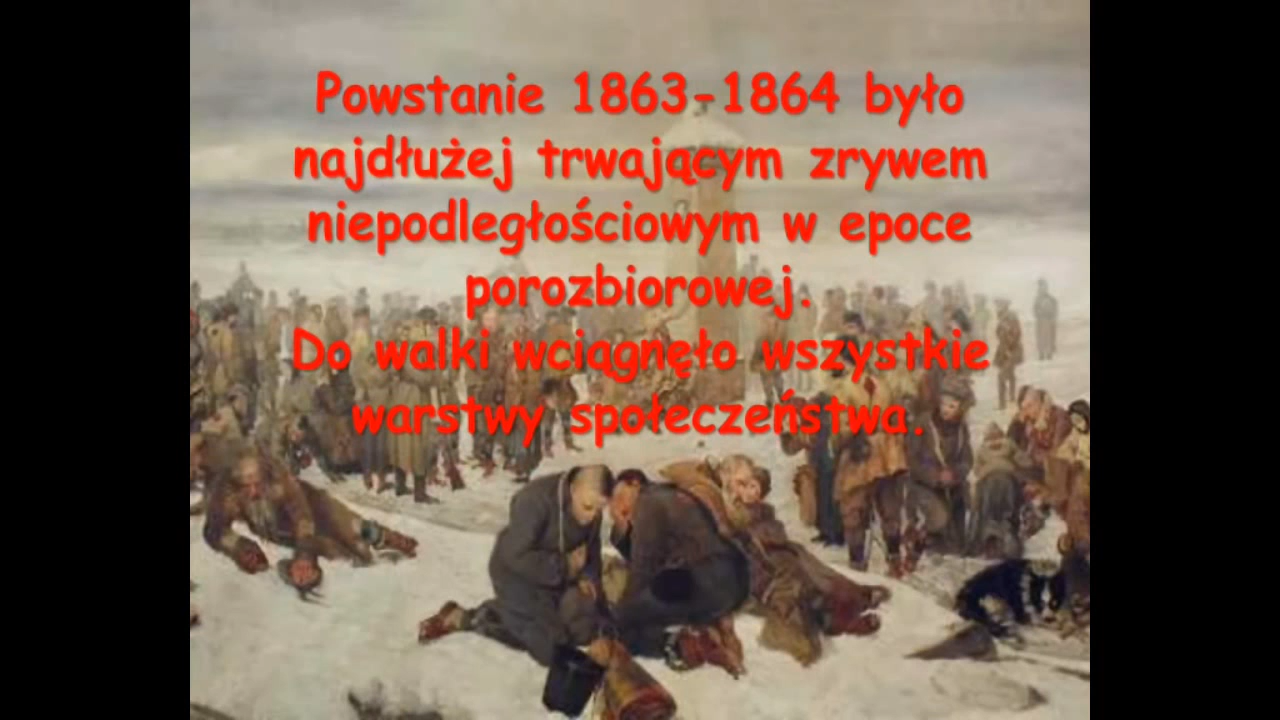 Powstanie 1863-1864 było
najdłużej trwającym zrywem
niepodległościowym w epoce
porozbiorowej.
Do walki wciągnęło wszystkie
warstwy społeczeństwa.